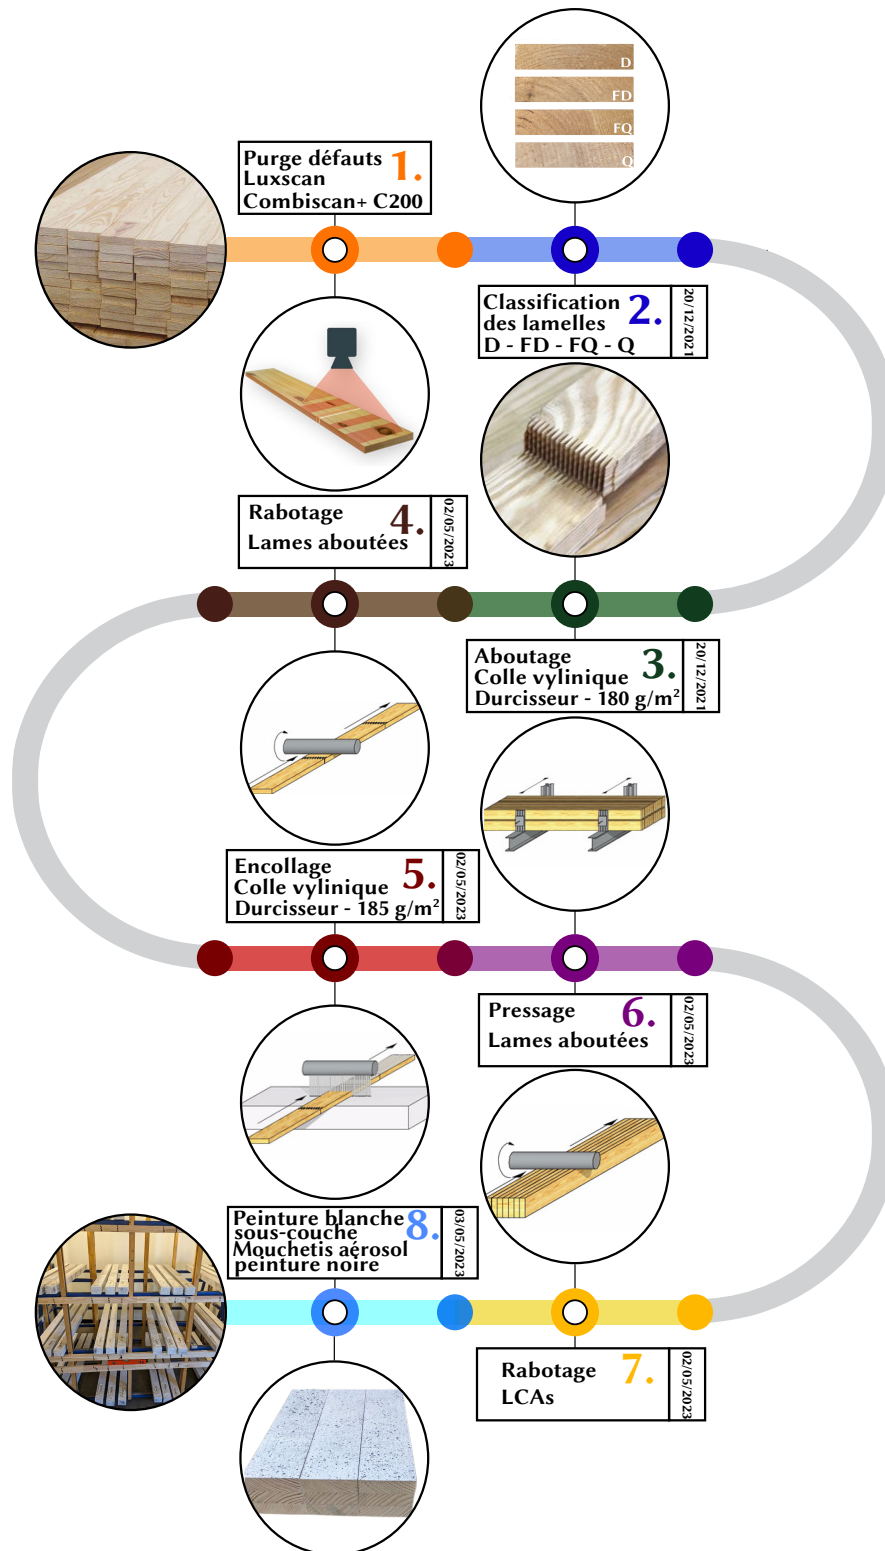 D
FD
FQ
Q
Purge défauts
Luxscan
Combiscan+ C200
1.
Classification
des lamelles
D - FD - FQ - Q
2.
20/12/2021
Aboutage
Colle vylinique
Durcisseur - 180 g/m²
3.
20/12/2021
Rabotage
Lames aboutées
4.
02/05/2023
Encollage
Colle vylinique
Durcisseur - 185 g/m²
5.
02/05/2023
Pressage
Lames aboutées
6.
02/05/2023
Rabotage
LCAs
7.
02/05/2023
Peinture blanche
sous-couche
Mouchetis aérosol
peinture noire
8.
03/05/2023